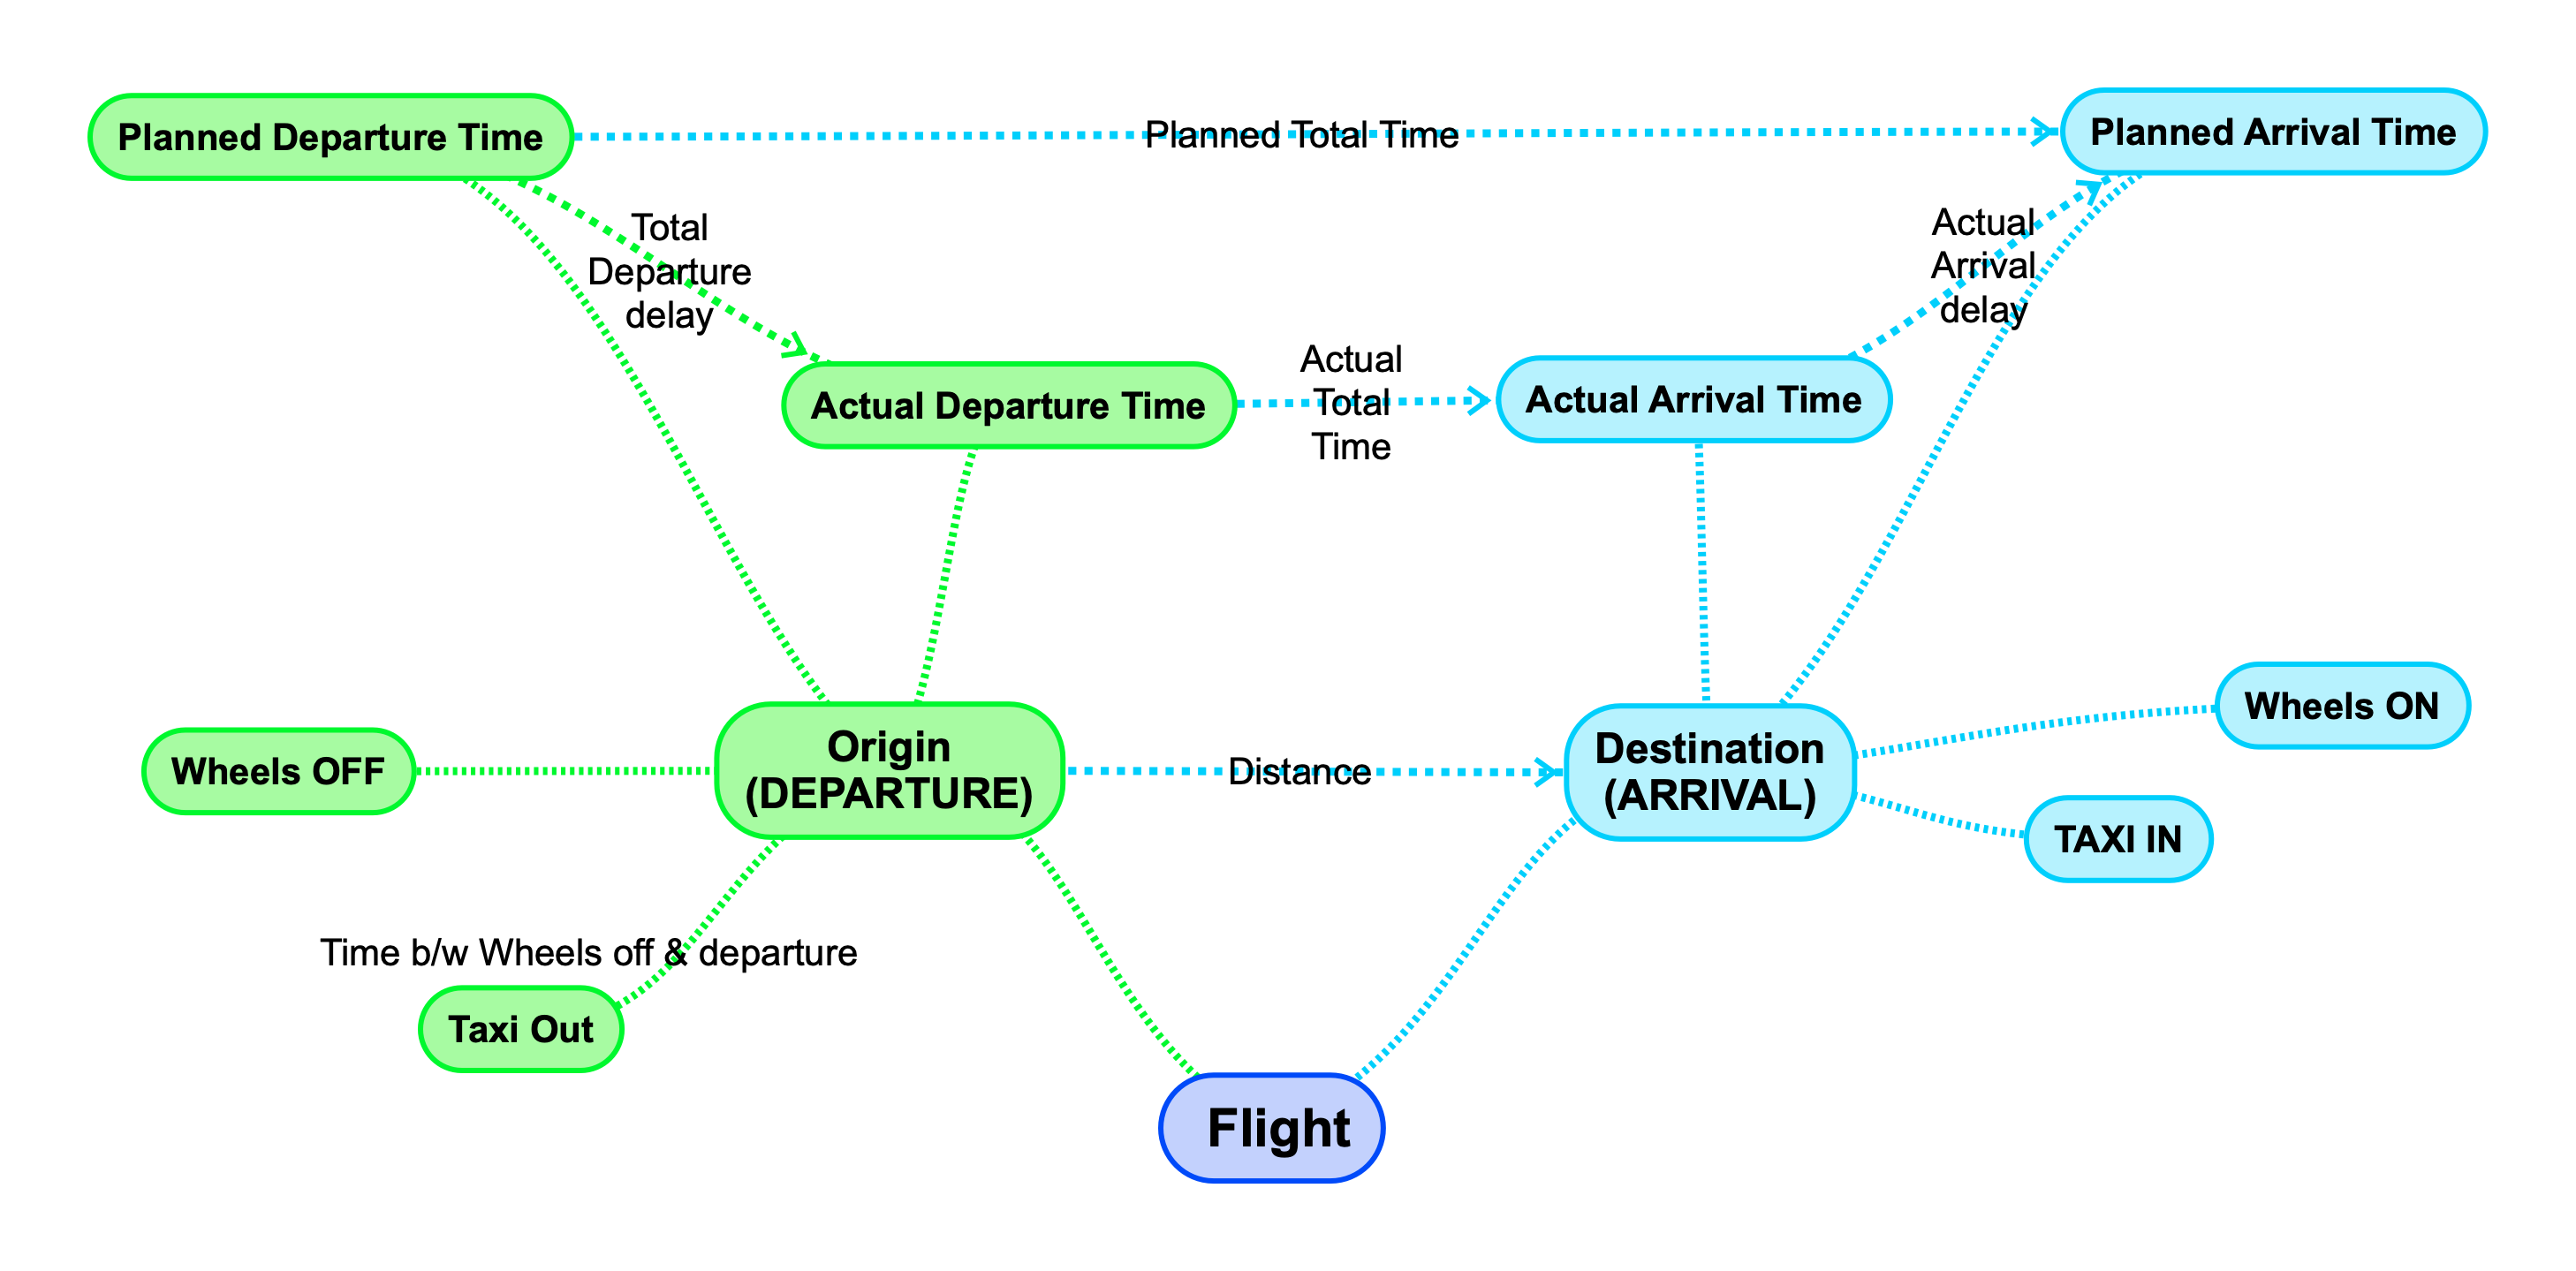 Planned Departure Time
Planned Total Time
Planned Arrival Time
Total
Departure
delay
Actual
Arrival
delay
Actual Departure Time
Actual
Total
Time
Actual Arrival Time
Wheels OFF
Origin
(DEPARTURE)
Distance
Destination
(ARRIVAL)
Wheels ON
TAXI IN
Time b/w Wheels off & departure
Taxi Out
Flight